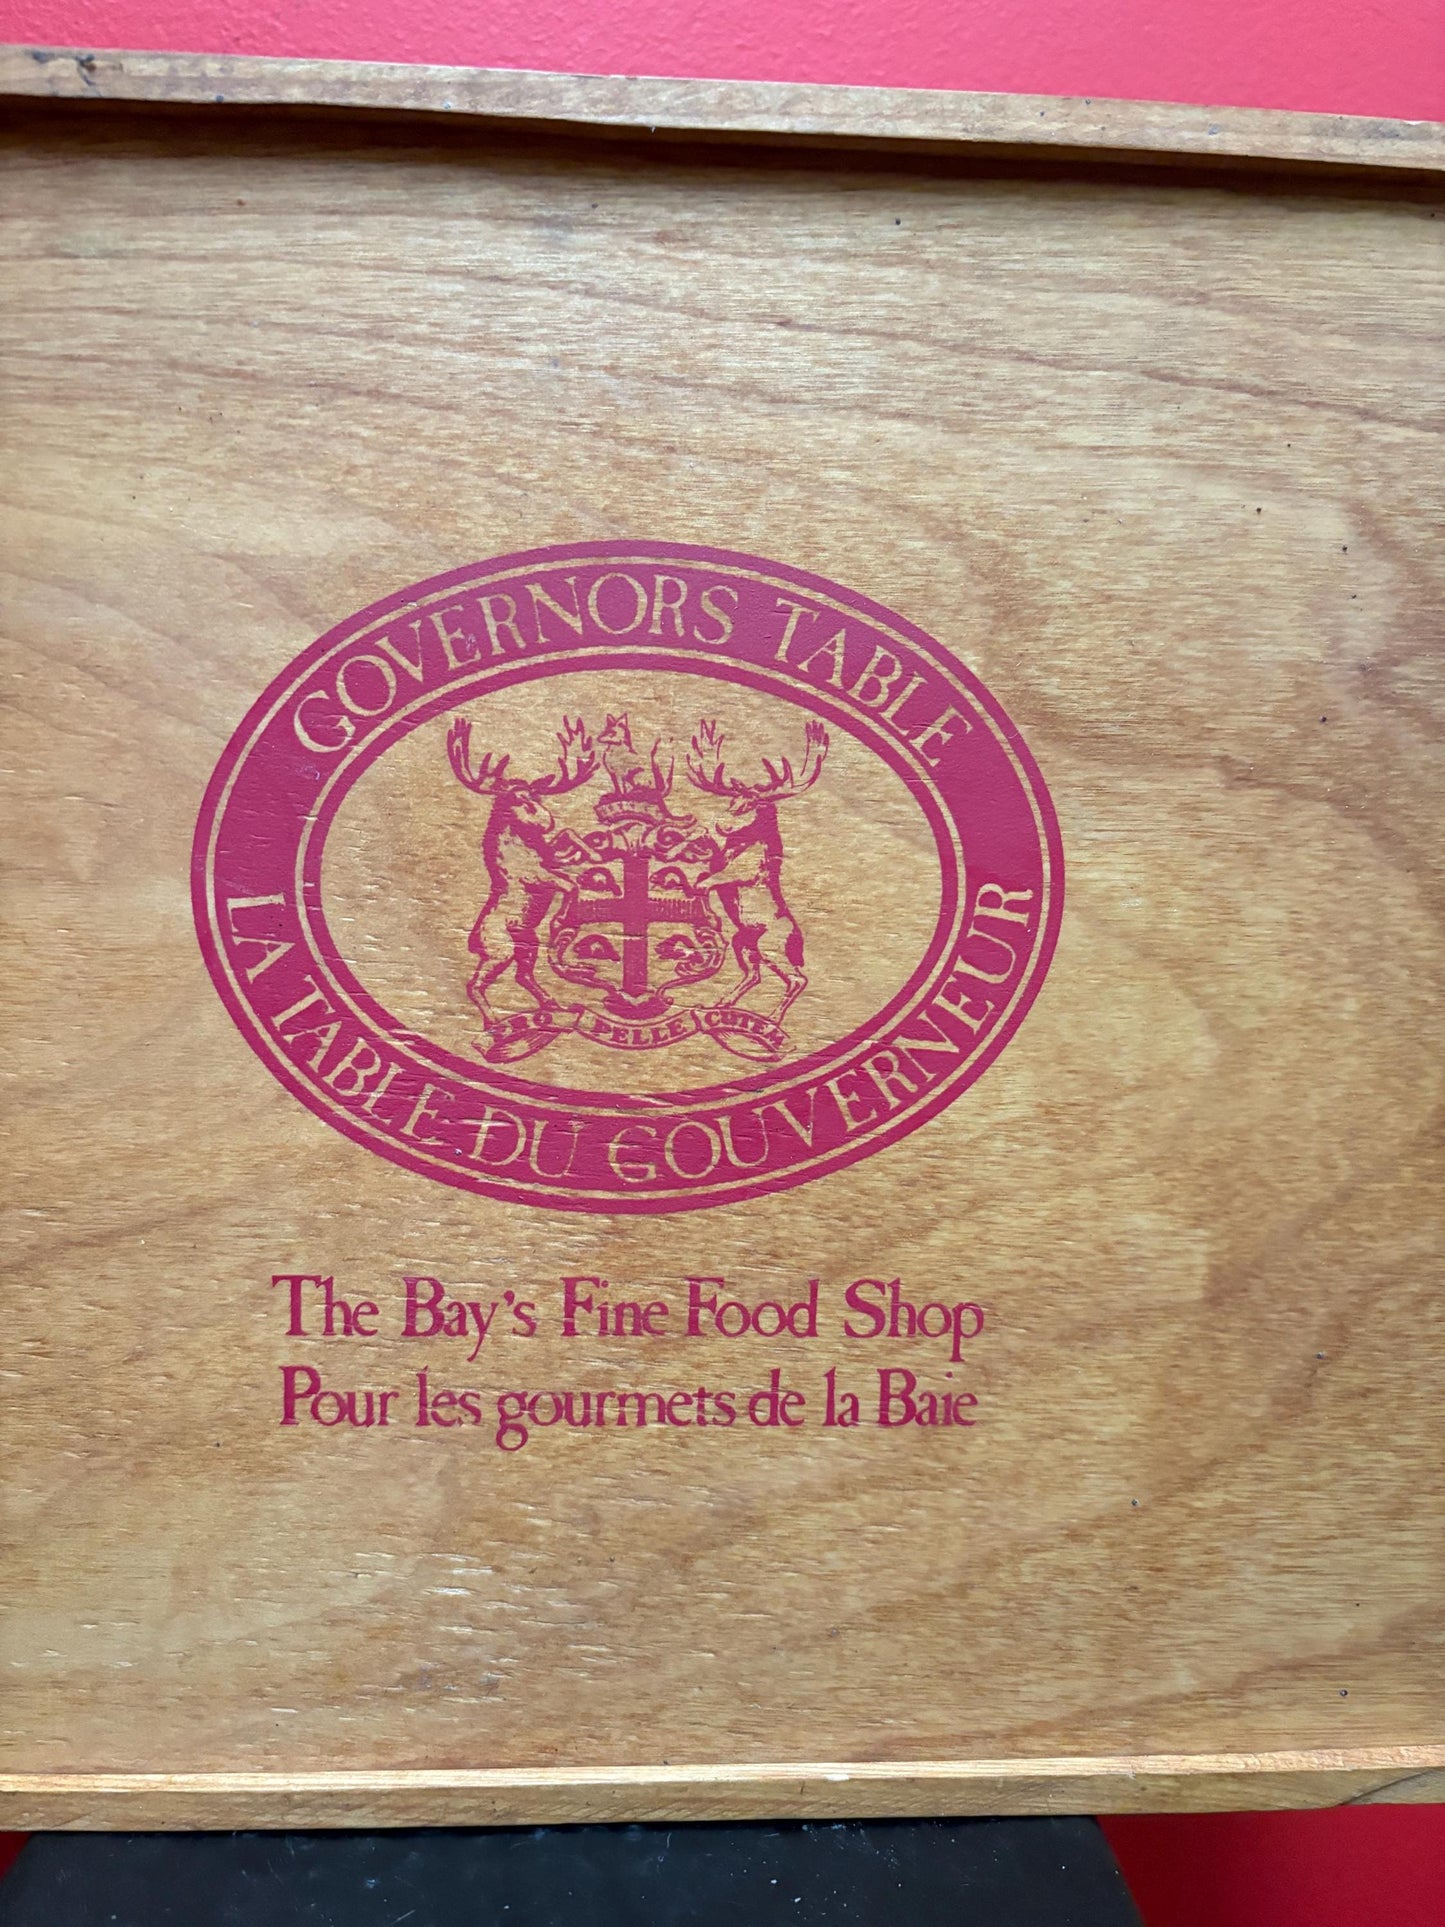 GOVERNORS TABLE
PRO PELLE CUTEM
LA TABLE DU GOUVERNEUR
The Bay's Fine Food Shop
Pour les gourmets de la Baie